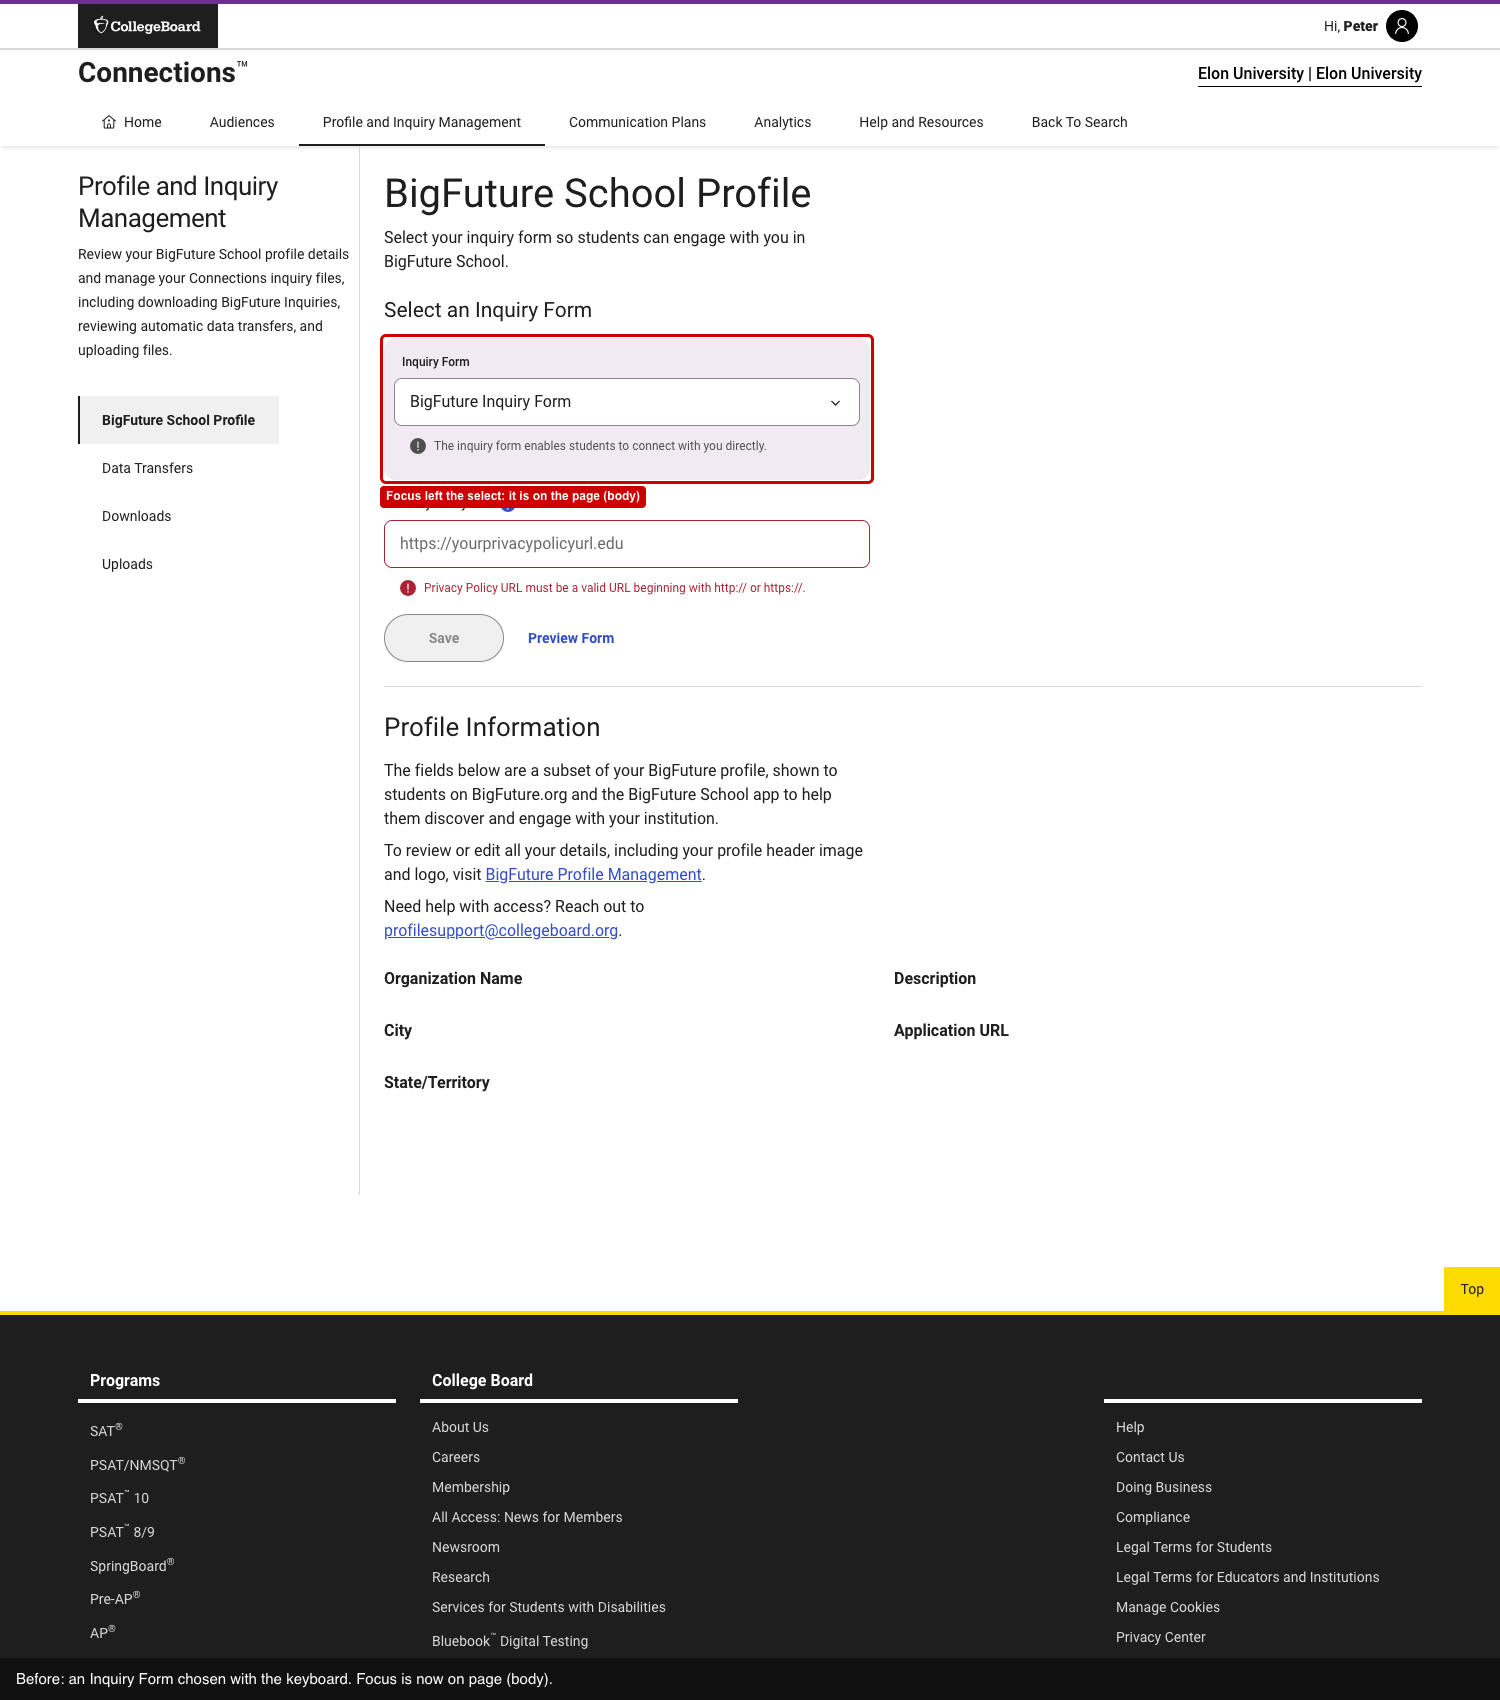 CollegeBoard
Hi, Peter
Connections™
Elon University | Elon University
Home
Audiences
Profile and Inquiry Management
Communication Plans
Analytics
Help and Resources
Back To Search
Profile and Inquiry
Management
Review your BigFuture School profile details
and manage your Connections inquiry files,
including downloading BigFuture Inquiries,
reviewing automatic data transfers, and
uploading files.
BigFuture School Profile
Data Transfers
Downloads
Uploads
BigFuture School Profile
Select your inquiry form so students can engage with you in
BigFuture School.
Select an Inquiry Form
Inquiry Form
BigFuture Inquiry Form
The inquiry form enables students to connect with you directly.
Focus left the select: it is on the page (body)
https://yourprivacypolicyurl.edu
Privacy Policy URL must be a valid URL beginning with http:// or https://.
Save
Preview Form
Profile Information
The fields below are a subset of your BigFuture profile, shown to
students on BigFuture.org and the BigFuture School app to help
them discover and engage with your institution.
To review or edit all your details, including your profile header image
and logo, visit BigFuture Profile Management.
Need help with access? Reach out to
profilesupport@collegeboard.org.
Organization Name
Description
City
Application URL
State/Territory
Top
Programs
SAT®
PSAT/NMSQT®
PSAT™ 10
PSAT™ 8/9
SpringBoard®
Pre-AP®
AP®
College Board
About Us
Careers
Membership
All Access: News for Members
Newsroom
Research
Services for Students with Disabilities
Bluebook™ Digital Testing
Help
Contact Us
Doing Business
Compliance
Legal Terms for Students
Legal Terms for Educators and Institutions
Manage Cookies
Privacy Center
Before: an Inquiry Form chosen with the keyboard. Focus is now on page (body).